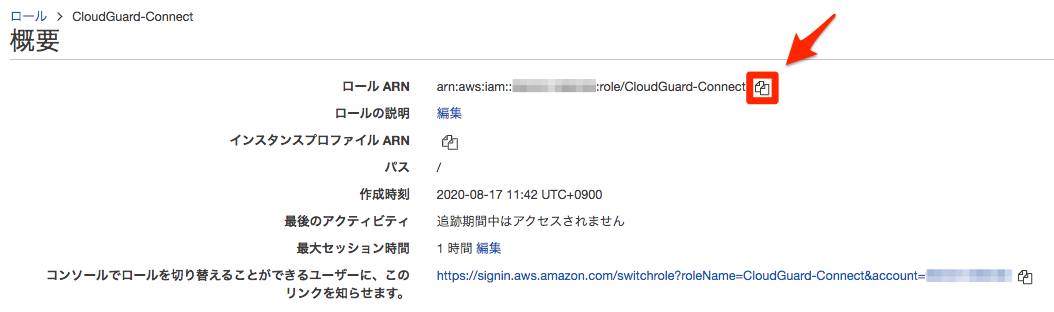 ロール > CloudGuard-Connect
概要
ロール ARN arn:aws:iam:: :role/CloudGuard-Connect
ロールの説明 編集
インスタンスプロファイル ARN
パス /
作成時刻 2020-08-17 11:42 UTC+0900
最後のアクティビティ 追跡期間中はアクセスされません
最大セッション時間 1 時間 編集
コンソールでロールを切り替えることができるユーザーに、この https://signin.aws.amazon.com/switchrole?roleName=CloudGuard-Connect&account=
リンクを知らせます。